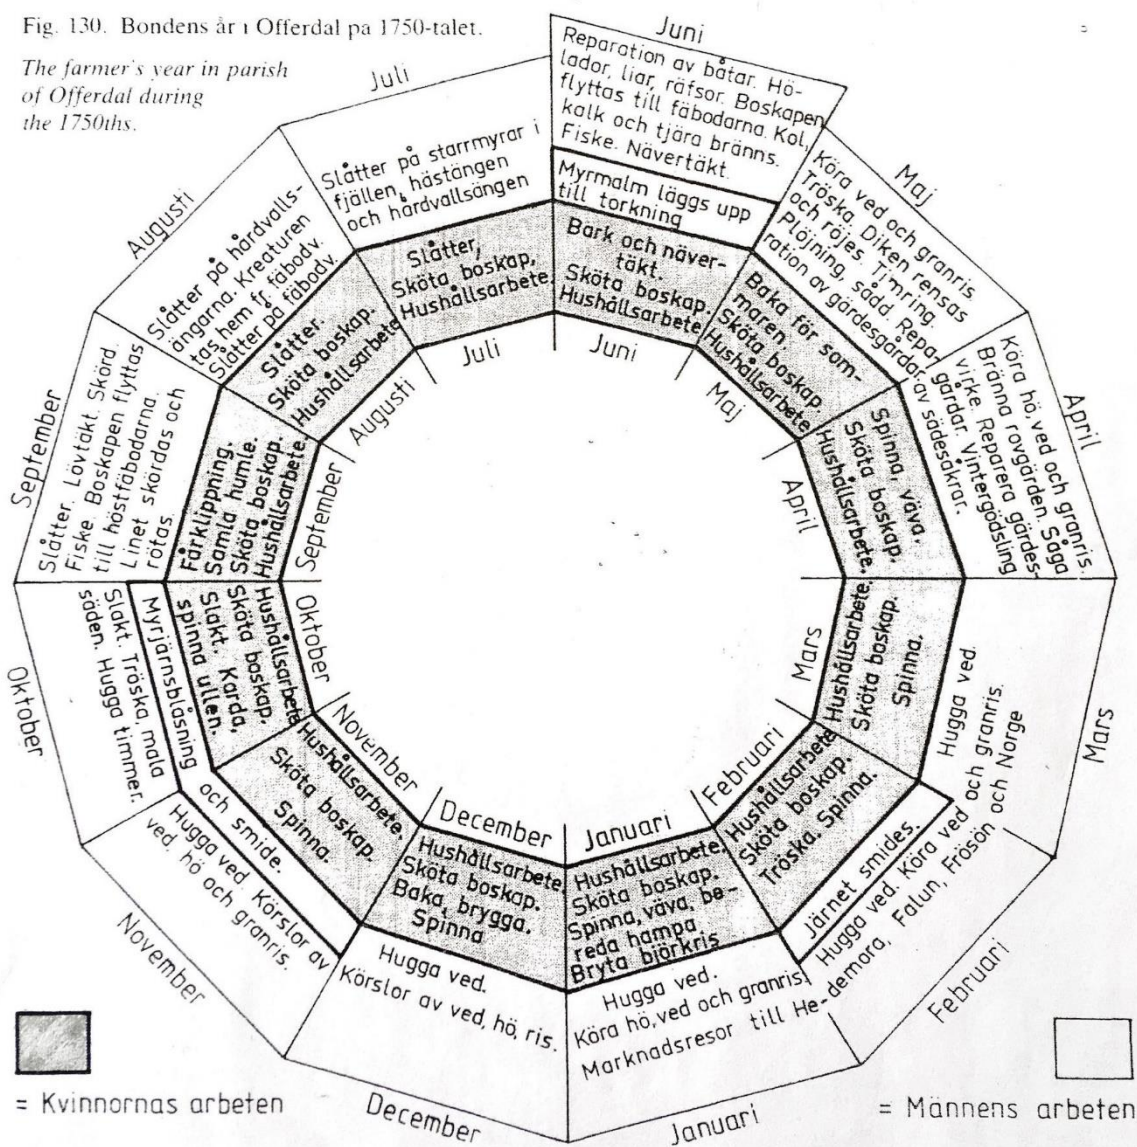 Fig. 130. Bondens år i Offerdal pa 1750-talet.
The farmer's year in parish
of Offerdal during
the 1750ths.
Juni
Reparation av båtar. Hö-
lador, liar, räfsor. Boskapen
flyttas till fäbodarna. Kol,
kalk och tjära bränns.
Fiske. Nävertäkt.
Myrmalm läggs upp
till torkning
Bark och näver-
täkt.
Sköta boskap.
Hushållsarbete
Juni
Maj
Köra ved och granris.
Tröska. Diken rensas
och röjes. Timring.
Plöjning, sådd. Repa-
ration av gärdesgårdar.
Baka för som-
maren.
Sköta boskap.
Hushållsarbete
Maj
April
Köra hö, ved och granris.
Bränna rovgården. Såga
virke. Reparera gärdes-
gårdar. Vintergödsling
av sädesåkrar.
Spinna, väva.
Sköta boskap.
Hushållsarbete.
April
Mars
Hugga ved.
Spinna.
Sköta boskap.
Hushållsarbete.
Mars
Februari
Hugga ved. Köra ved och granris.
Järnet smides.
Hushållsarbete
Sköta boskap.
Tröska. Spinna.
Februari
Januari
Hushållsarbete.
Sköta boskap.
Spinna, väva, be-
reda hampa
Bryta björkris
Hugga ved.
Köra hö, ved och granris
Marknadsresor till He-
demora, Falun, Frösön och Norge
Januari
December
Hushållsarbete
Sköta boskap.
Baka, brygga.
Spinna
Hugga ved.
Körslor av ved, hö, ris.
December
November
Hushållsarbete.
Sköta boskap.
Spinna.
och smide.
Hugga ved. Körslor av
ved, hö och granris.
November
Oktober
Hushållsarbete
Sköta boskap.
Slakt. Karda,
spinna ullen.
Myrjärnsblåsning
Slakt. Tröska, mala
säden. Hugga timmer.
Oktober
September
Slåtter. Lövtäkt. Skörd.
Fiske. Boskapen flyttas
till höstfäbodarna.
Linet skördas och
rötas.
Fårklippning.
Samla humle.
Sköta boskap.
Hushållsarbete.
September
Augusti
Slåtter på hårdvalls-
ängarna. Kreaturen
tas hem fr. fäbodv.
Slåtter på fäbodv.
Slåtter.
Sköta boskap.
Hushållsarbete
Augusti
Juli
Slåtter på starrmyrar i
fjällen, hästängen
och hårdvallsängen
Slåtter,
Sköta boskap,
Hushållsarbete.
Juli
= Kvinnornas arbeten
= Männens arbeten